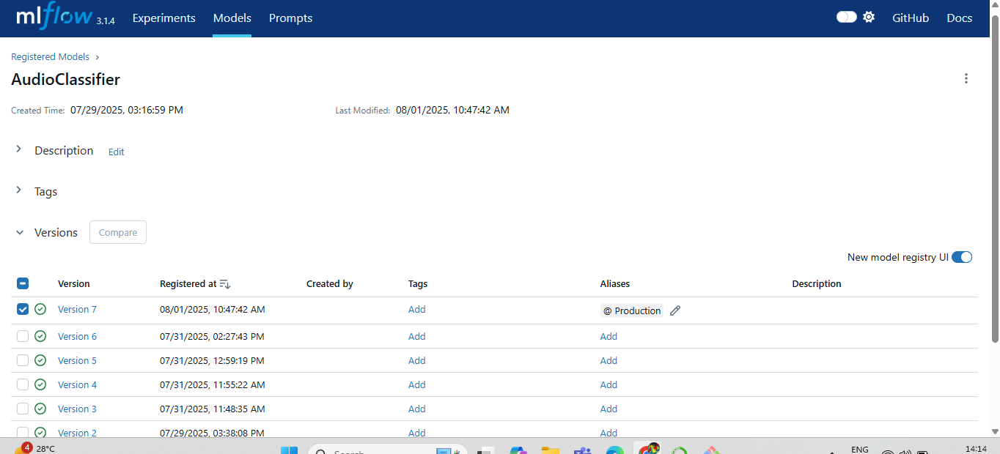 mlflow 3.1.4 Experiments Models Prompts GitHub Docs
Registered Models
AudioClassifier
Created Time: 07/29/2025, 03:16:59 PM Last Modified: 08/01/2025, 10:47:42 AM
Description Edit
Tags
Versions Compare
New model registry UI
Version Registered at Created by Tags Aliases Description
Version 7 08/01/2025, 10:47:42 AM Add @ Production
Version 6 07/31/2025, 02:27:43 PM Add Add
Version 5 07/31/2025, 12:59:19 PM Add Add
Version 4 07/31/2025, 11:55:22 AM Add Add
Version 3 07/31/2025, 11:48:35 AM Add Add
Version 2 07/29/2025, 03:38:08 PM Add Add
4 28°C Search ENG 14:14